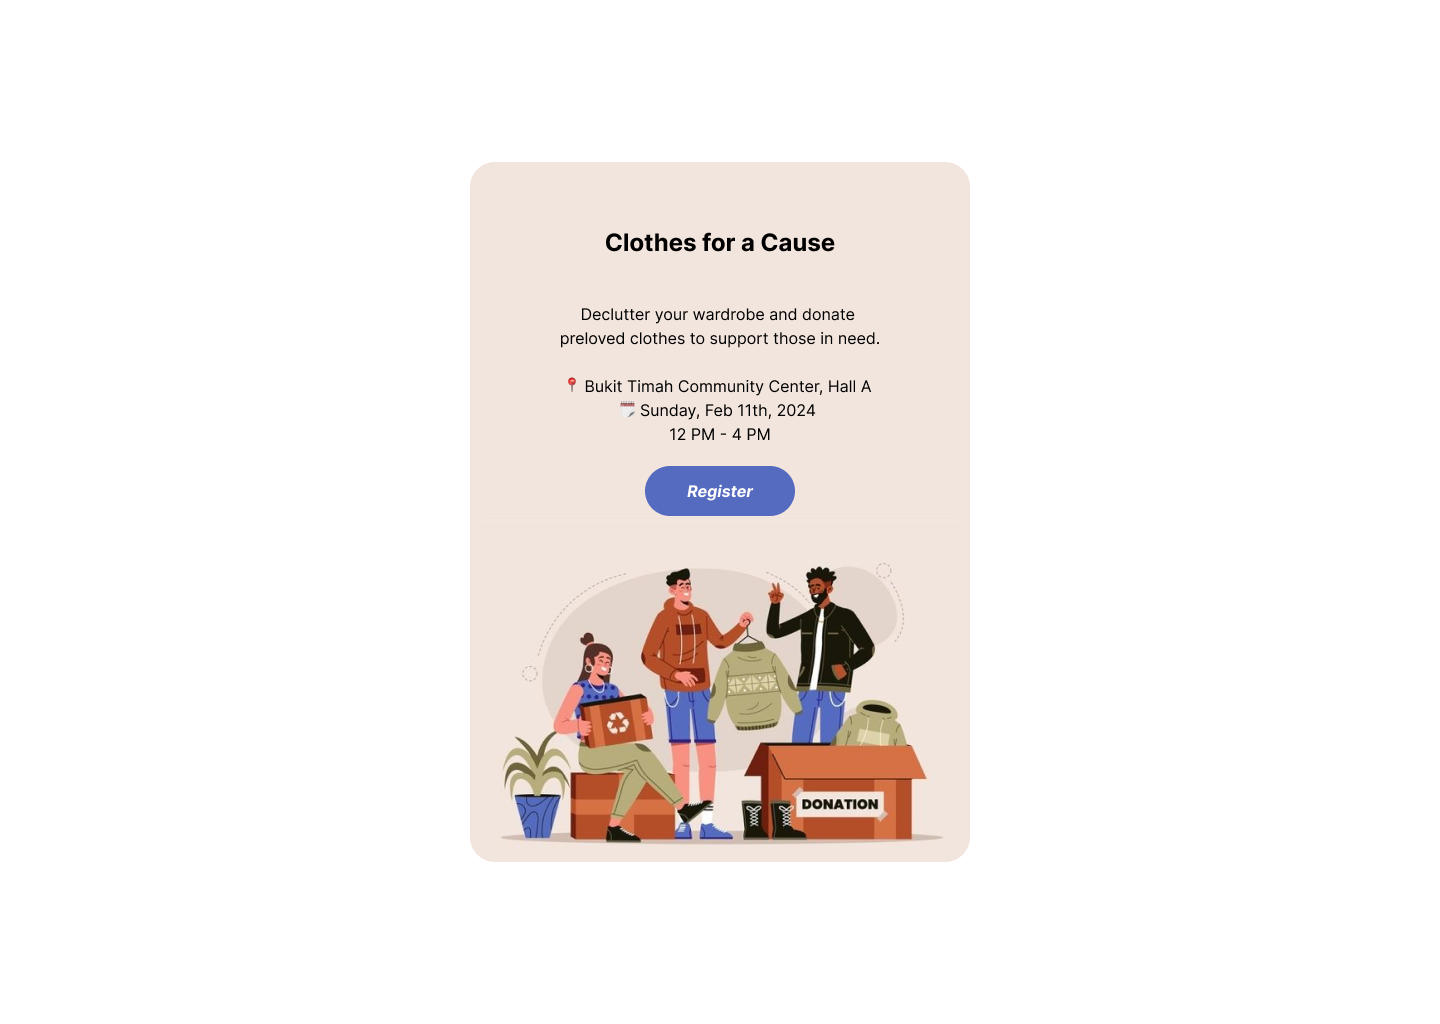 Clothes for a Cause
Declutter your wardrobe and donate
preloved clothes to support those in need.
📍 Bukit Timah Community Center, Hall A
🗓️ Sunday, Feb 11th, 2024
12 PM - 4 PM
Register
DONATION